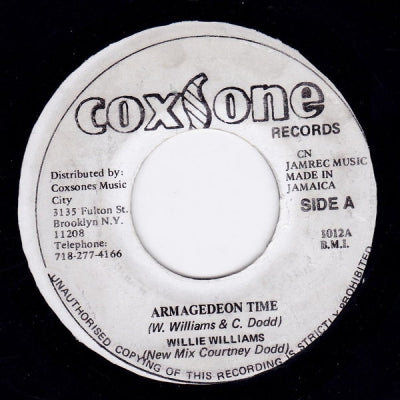 coxsone
RECORDS
Distributed by:
Coxsones Music
City
3135 Fulton St.
Brooklyn N.Y.
11208
Telephone:
718-277-4166
CN
JAMREC MUSIC
MADE IN
JAMAICA
SIDE A
1012A
B.M.I.
ARMAGEDEON TIME
(W. Williams & C. Dodd)
WILLIE WILLIAMS
(New Mix Courtney Dodd)
UNAUTHORISED COPYING OF THIS RECORDING IS STRICTLY PROHIBITED